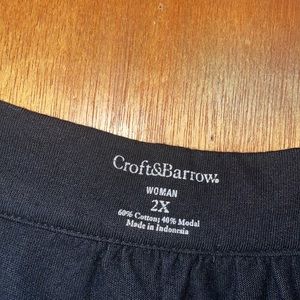 Croft&Barrow®
WOMAN
2X
60% Cotton; 40% Modal
Made in Indonesia